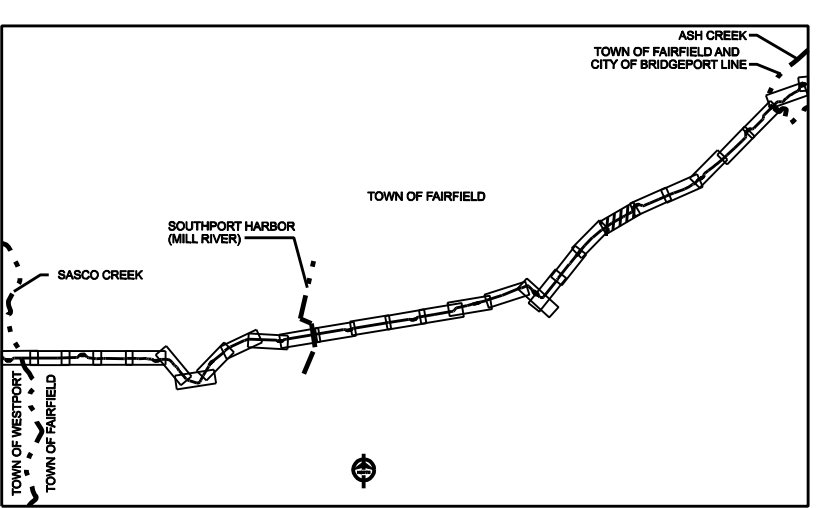 ASH CREEK
TOWN OF FAIRFIELD AND
CITY OF BRIDGEPORT LINE
TOWN OF FAIRFIELD
SOUTHPORT HARBOR
(MILL RIVER)
SASCO CREEK
TOWN OF WESTPORT
TOWN OF FAIRFIELD